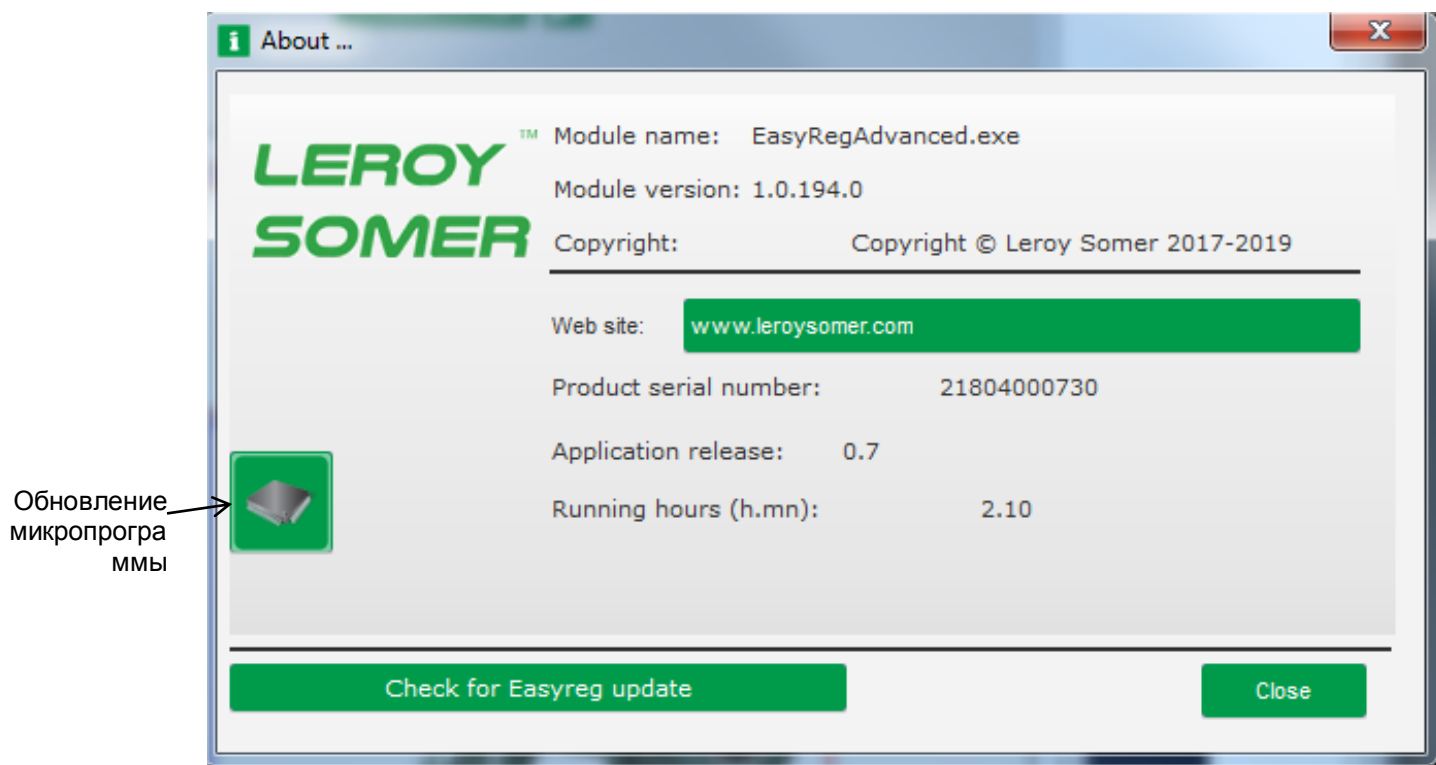 About ...
LEROY™
SOMER
Module name: EasyRegAdvanced.exe
Module version: 1.0.194.0
Copyright: Copyright © Leroy Somer 2017-2019
Web site: www.leroysomer.com
Product serial number: 21804000730
Application release: 0.7
Running hours (h.mn): 2.10
Обновление
микропрогра
ммы
Check for Easyreg update
Close